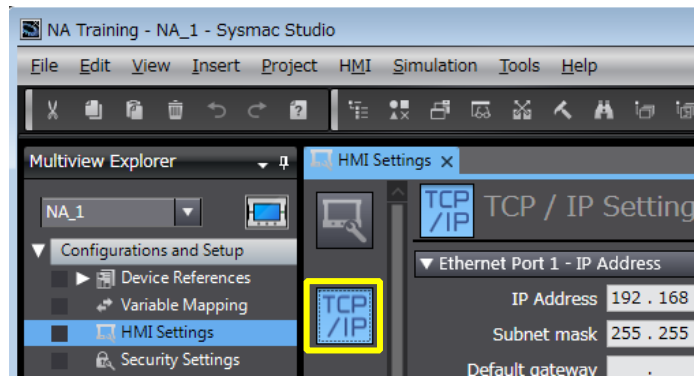 NA Training - NA_1 - Sysmac Studio
File Edit View Insert Project HMI Simulation Tools Help
Multiview Explorer
HMI Settings
NA_1
TCP
/IP
TCP / IP Setting
Configurations and Setup
Ethernet Port 1 - IP Address
Device References
Variable Mapping
TCP
/IP
IP Address 192 . 168
HMI Settings
Subnet mask 255 . 255
Security Settings
Default gateway .